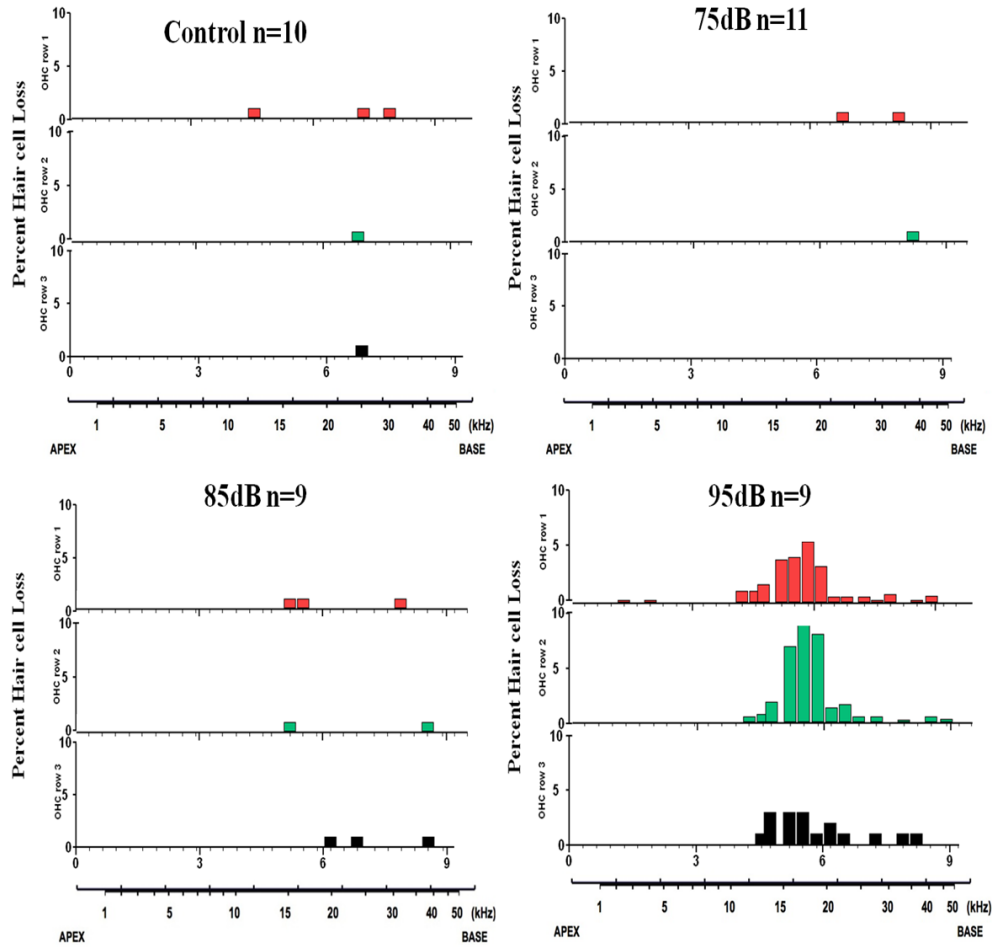 Control n=10
Percent Hair cell Loss
OHC row 1
10
5
0
OHC row 2
10
5
0
OHC row 3
10
5
0
0 3 6 9
1 5 10 15 20 30 40 50 (kHz)
APEX BASE
75dB n=11
Percent Hair cell Loss
OHC row 1
10
5
0
OHC row 2
10
5
0
OHC row 3
10
5
0
0 3 6 9
1 5 10 15 20 30 40 50 (kHz)
APEX BASE
85dB n=9
Percent Hair cell Loss
OHC row 1
10
5
0
OHC row 2
10
5
0
OHC row 3
10
5
0
0 3 6 9
1 5 10 15 20 30 40 50 (kHz)
APEX BASE
95dB n=9
Percent Hair cell Loss
OHC row 1
10
5
0
OHC row 2
10
5
0
OHC row 3
10
5
0
0 3 6 9
1 5 10 15 20 30 40 50 (kHz)
APEX BASE